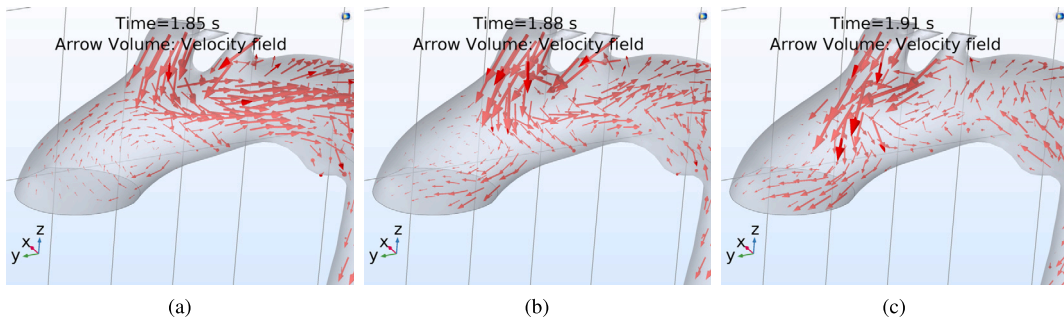 Time=1.85 s
Arrow Volume: Velocity field
z
x
y
(a)
Time=1.88 s
Arrow Volume: Velocity field
z
x
y
(b)
Time=1.91 s
Arrow Volume: Velocity field
z
x
y
(c)